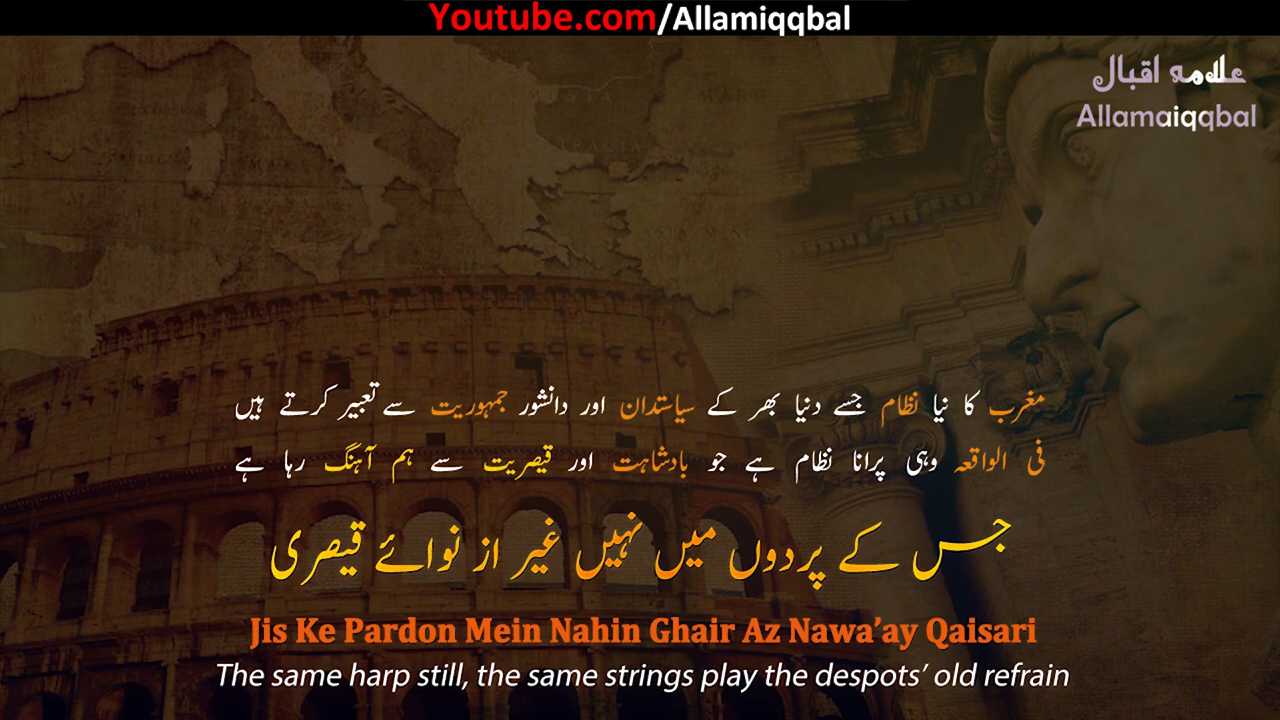 Youtube.com/Allamiqqbal
علامہ اقبال
Allamaiqqbal
مغرب کا نیا نظام جسے دنیا بھر کے سیاستدان اور دانشور جمہوریت سے تعبیر کرتے ہیں
فی الواقعہ وہی پرانا نظام ہے جو بادشاہت اور قیصریت سے ہم آہنگ رہا ہے
جس کے پردوں میں نہیں غیر از نوائے قیصری
Jis Ke Pardon Mein Nahin Ghair Az Nawa’ay Qaisari
The same harp still, the same strings play the despots’ old refrain